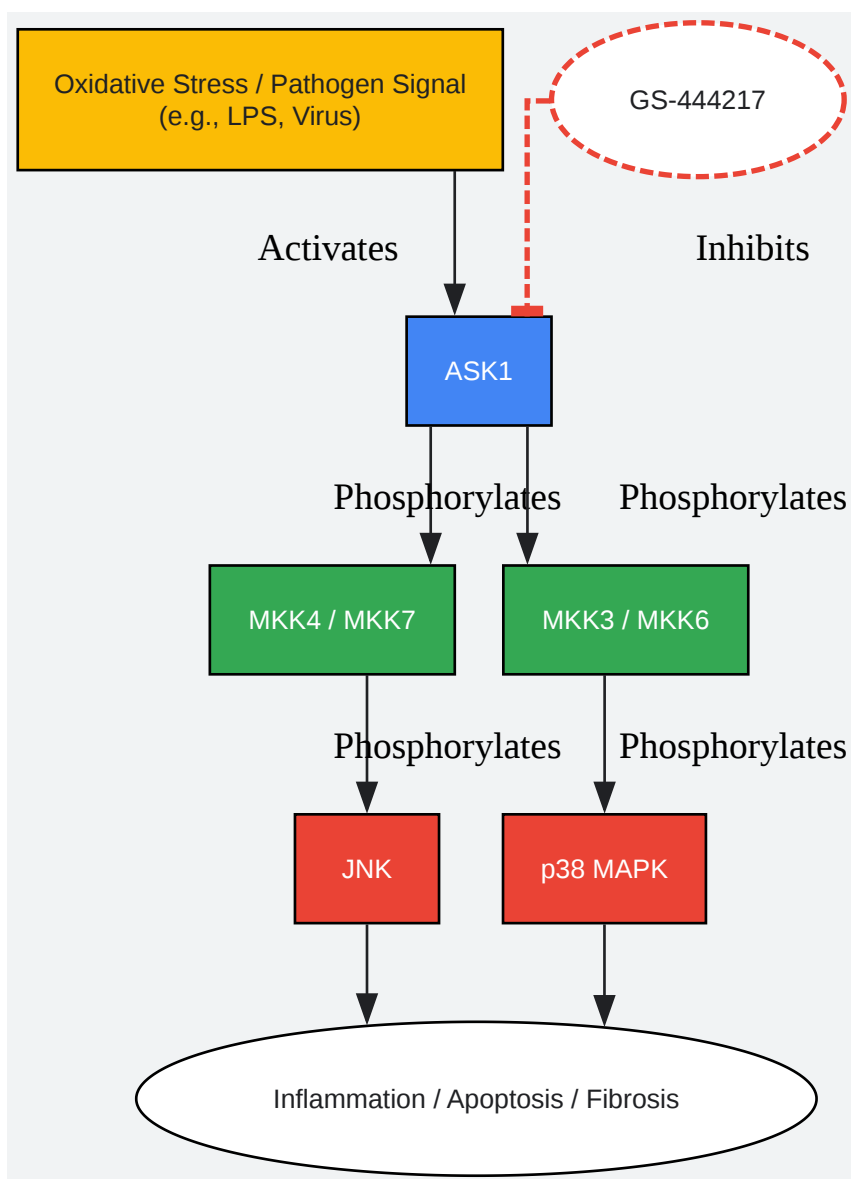 Oxidative Stress / Pathogen Signal
(e.g., LPS, Virus)
GS-444217
Activates
Inhibits
ASK1
Phosphorylates
Phosphorylates
MKK4 / MKK7
MKK3 / MKK6
Phosphorylates
Phosphorylates
JNK
p38 MAPK
Inflammation / Apoptosis / Fibrosis